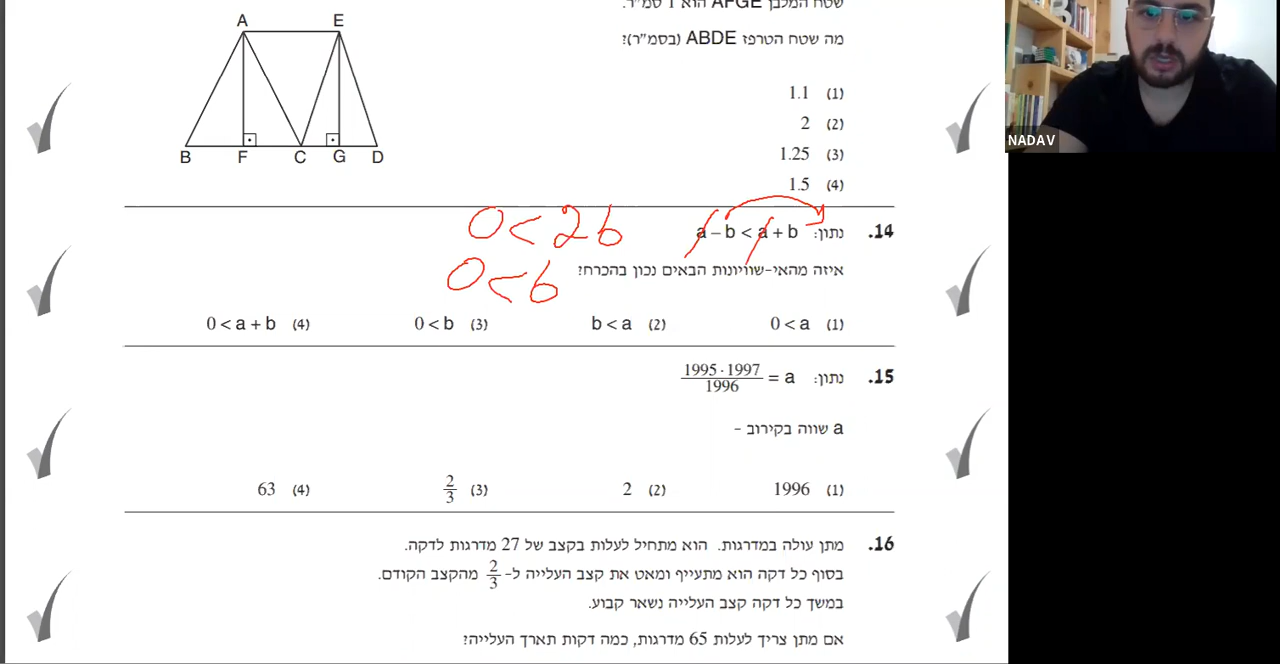 שטח המלבן AFGE הוא 1 סמ"ר.
מה שטח הטרפז ABDE (בסמ"ר)?
(1) 1.1
(2) 2
(3) 1.25
(4) 1.5
A E
B F C G D
NADAV
14. נתון: a – b < a + b
0 < 2b
איזה מהאי-שוויונות הבאים נכון בהכרח?
0 < b
(1) 0 < a (2) b < a (3) 0 < b (4) 0 < a + b
15. נתון: 1995 · 1997 / 1996 = a
a שווה בקירוב -
(1) 1996 (2) 2 (3) 2/3 (4) 63
16. מתן עולה במדרגות. הוא מתחיל לעלות בקצב של 27 מדרגות לדקה.
בסוף כל דקה הוא מתעייף ומאט את קצב העלייה ל- 2/3 מהקצב הקודם.
במשך כל דקה קצב העלייה נשאר קבוע.
אם מתן צריך לעלות 65 מדרגות, כמה דקות תארך העלייה?